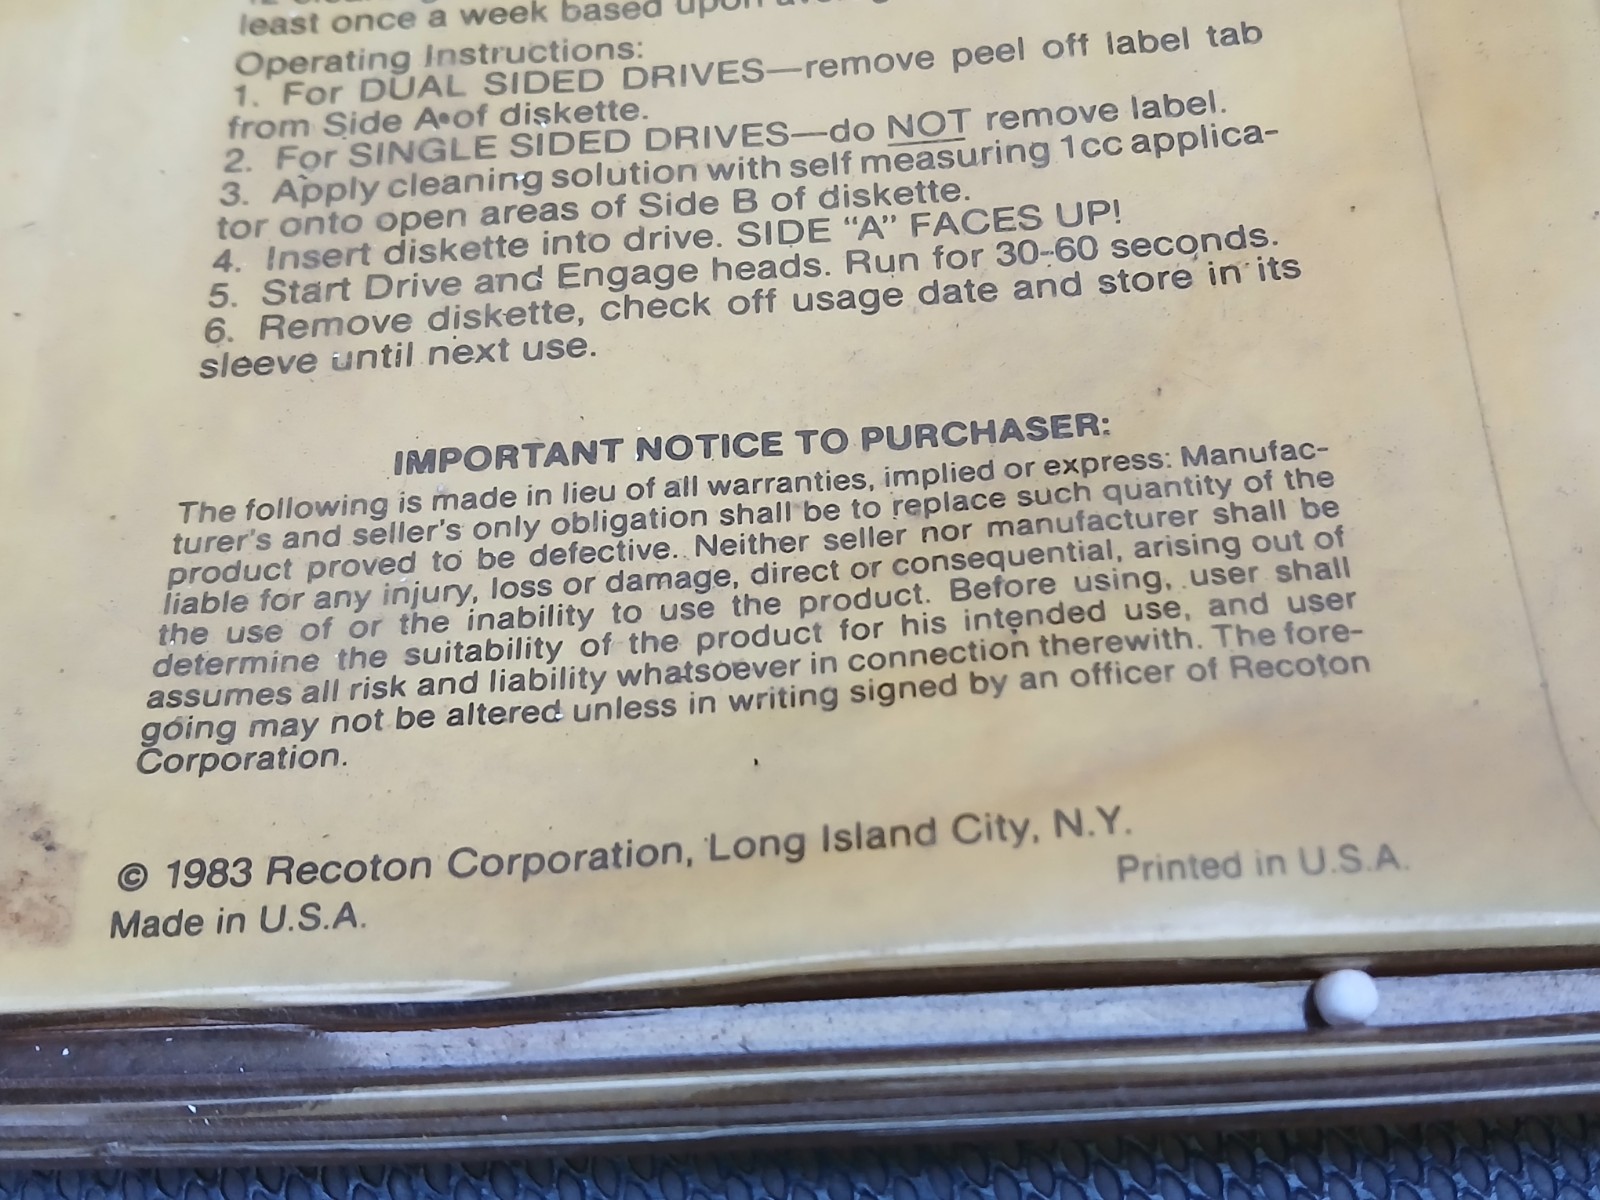 least once a week based upon
Operating Instructions:
1. For DUAL SIDED DRIVES—remove peel off label tab
from Side A of diskette.
2. For SINGLE SIDED DRIVES—do NOT remove label.
3. Apply cleaning solution with self measuring 1cc applica-
tor onto open areas of Side B of diskette.
4. Insert diskette into drive. SIDE “A” FACES UP!
5. Start Drive and Engage heads. Run for 30-60 seconds.
6. Remove diskette, check off usage date and store in its
sleeve until next use.
IMPORTANT NOTICE TO PURCHASER:
The following is made in lieu of all warranties, implied or express: Manufac-
turer's and seller's only obligation shall be to replace such quantity of the
product proved to be defective. Neither seller nor manufacturer shall be
liable for any injury, loss or damage, direct or consequential, arising out of
the use of or the inability to use the product. Before using, user shall
determine the suitability of the product for his intended use, and user
assumes all risk and liability whatsoever in connection therewith. The fore-
going may not be altered unless in writing signed by an officer of Recoton
Corporation.
© 1983 Recoton Corporation, Long Island City, N.Y.
Made in U.S.A.
Printed in U.S.A.